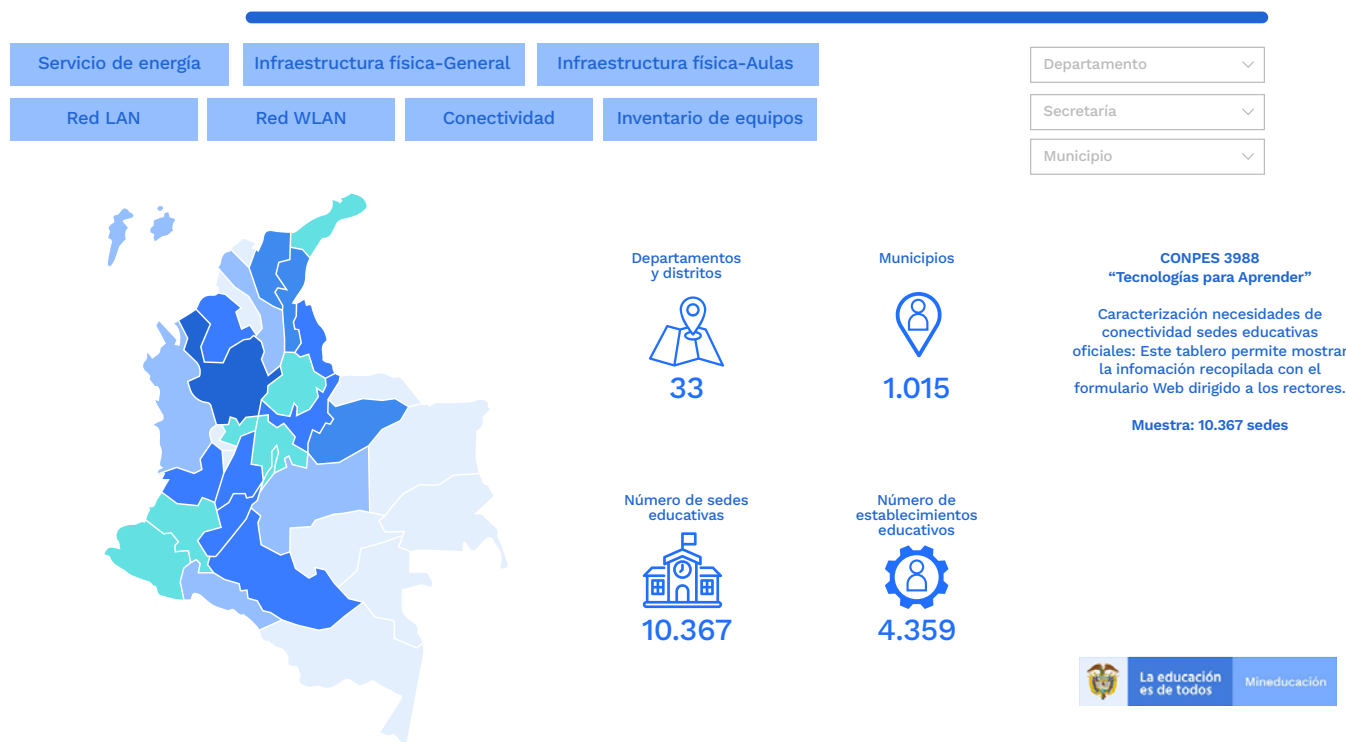 Servicio de energía
Infraestructura física-General
Infraestructura física-Aulas
Red LAN
Red WLAN
Conectividad
Inventario de equipos
Departamento
Secretaría
Municipio
Departamentos
y distritos
33
Municipios
1.015
CONPES 3988
“Tecnologías para Aprender”
Caracterización necesidades de
conectividad sedes educativas
oficiales: Este tablero permite mostrar
la infomación recopilada con el
formulario Web dirigido a los rectores.
Muestra: 10.367 sedes
Número de sedes
educativas
10.367
Número de
establecimientos
educativos
4.359
La educación
es de todos
Mineducación